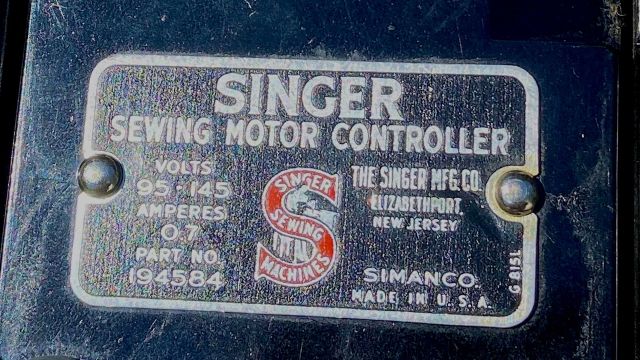 SINGER
SEWING MOTOR CONTROLLER
VOLTS
95-145
AMPERES
0.7
PART NO.
194584
SINGER
SEWING
MACHINES
THE SINGER MFG. CO.
ELIZABETHPORT,
NEW JERSEY
SIMANCO.
MADE IN U. S. A.
G 8151